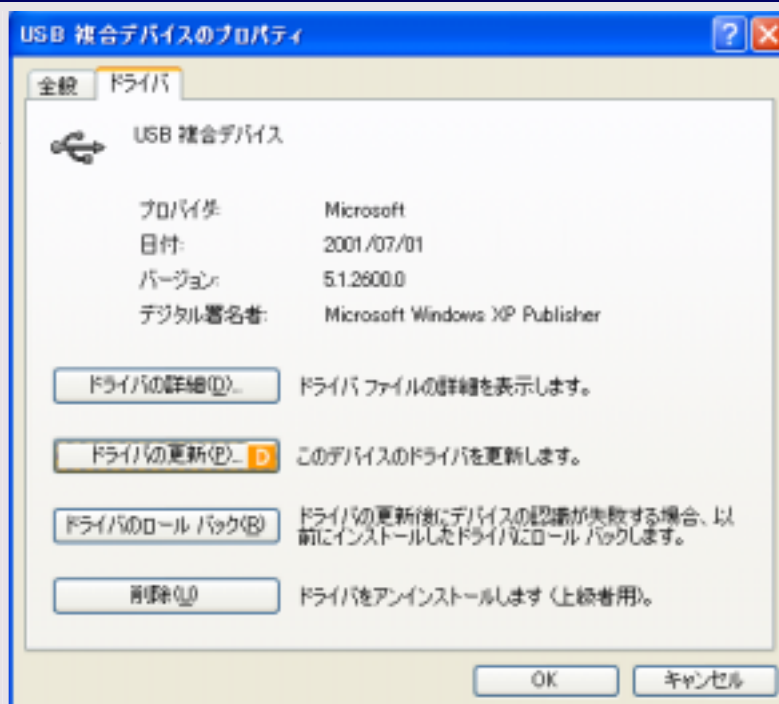 USB 複合デバイスのプロパティ
全般
ドライバ
USB 複合デバイス
プロバイダ: Microsoft
日付: 2001/07/01
バージョン: 5.1.2600.0
デジタル署名者: Microsoft Windows XP Publisher
ドライバの詳細(D)... ドライバ ファイルの詳細を表示します。
ドライバの更新(P)... D このデバイスのドライバを更新します。
ドライバのロール バック(R) ドライバの更新後にデバイスの認識が失敗する場合、以
前にインストールしたドライバにロール バックします。
削除(U) ドライバをアンインストールします (上級者用)。
OK キャンセル